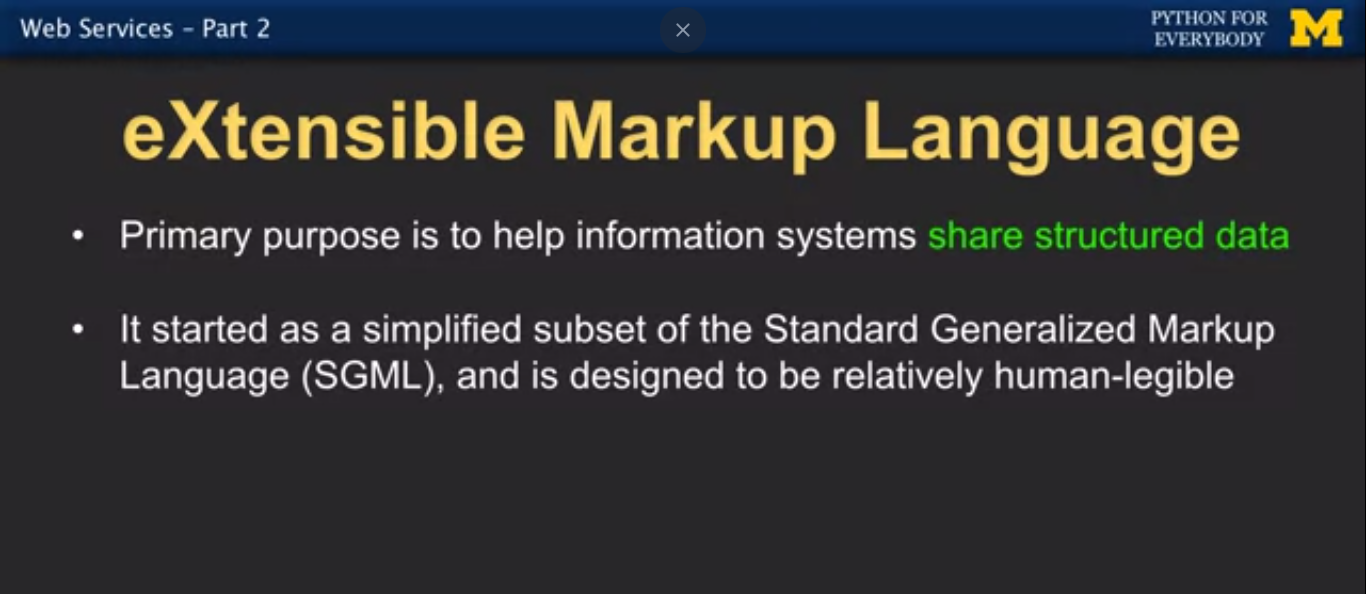 Web Services – Part 2
PYTHON FOR
EVERYBODY
M
eXtensible Markup Language
• Primary purpose is to help information systems share structured data
• It started as a simplified subset of the Standard Generalized Markup
Language (SGML), and is designed to be relatively human-legible